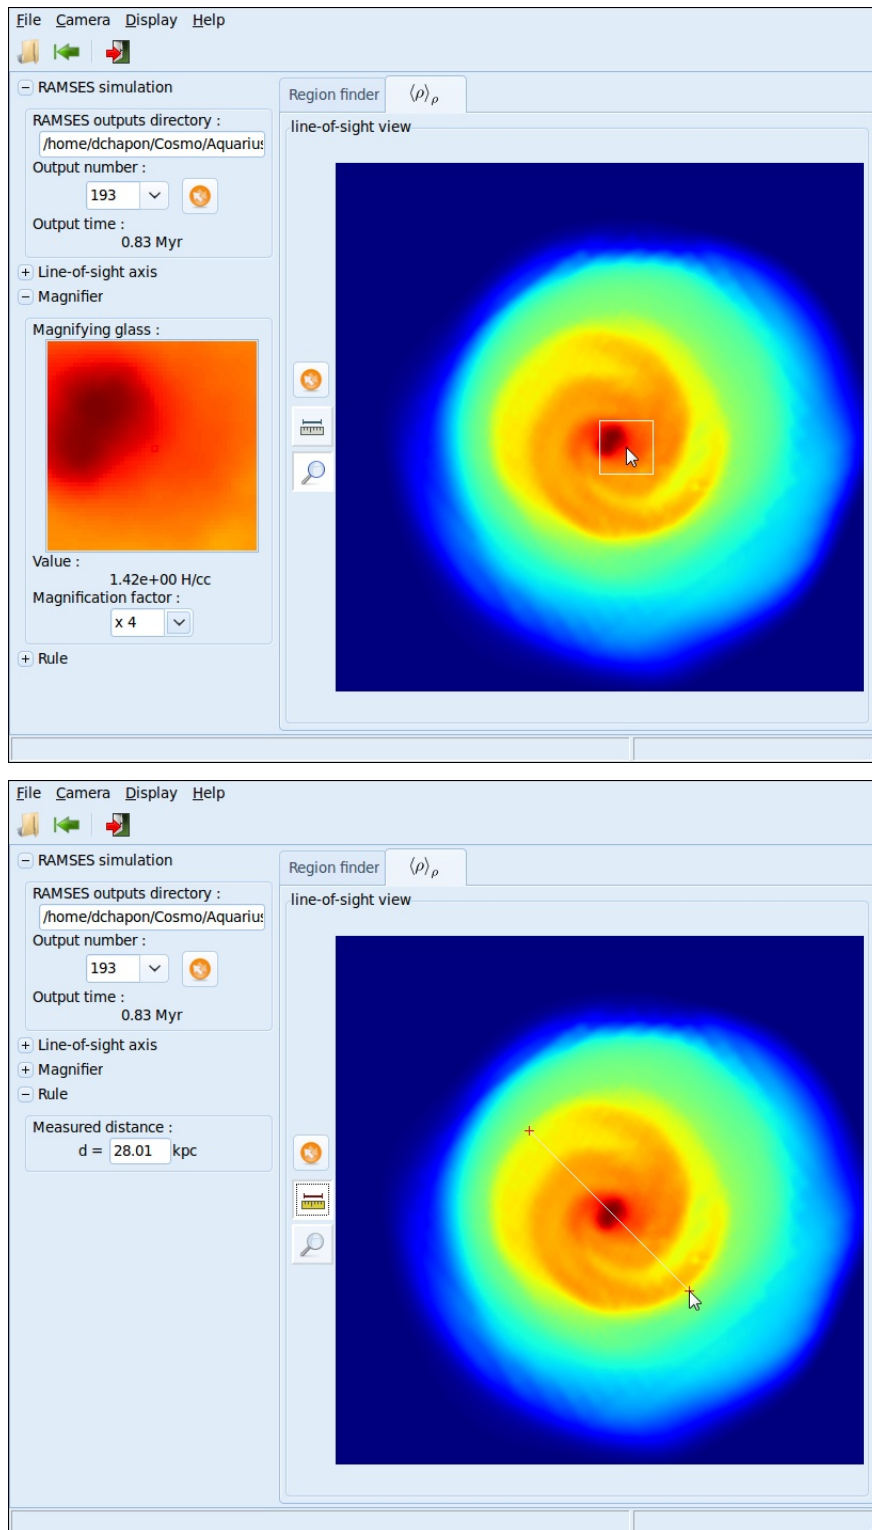 File Camera Display Help
RAMSES simulation
Region finder ⟨ρ⟩ρ
RAMSES outputs directory :
/home/dchapon/Cosmo/Aquarius
line-of-sight view
Output number :
193
Output time :
0.83 Myr
Line-of-sight axis
Magnifier
Magnifying glass :
Value :
1.42e+00 H/cc
Magnification factor :
x 4
Rule
File Camera Display Help
RAMSES simulation
Region finder ⟨ρ⟩ρ
RAMSES outputs directory :
/home/dchapon/Cosmo/Aquarius
line-of-sight view
Output number :
193
Output time :
0.83 Myr
Line-of-sight axis
Magnifier
Rule
Measured distance :
d = 28.01 kpc